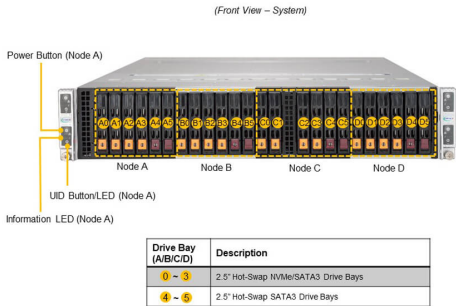 (Front View – System)
Power Button (Node A)
A0 A1 A2 A3 A4 A5 B0 B1 B2 B3 B4 B5 C0 C1 C2 C3 C4 C5 D0 D1 D2 D3 D4 D5
Node A Node B Node C Node D
UID Button/LED (Node A)
Information LED (Node A)
Drive Bay (A/B/C/D) Description
0 ~ 3 2.5" Hot-Swap NVMe/SATA3 Drive Bays
4 ~ 5 2.5" Hot-Swap SATA3 Drive Bays